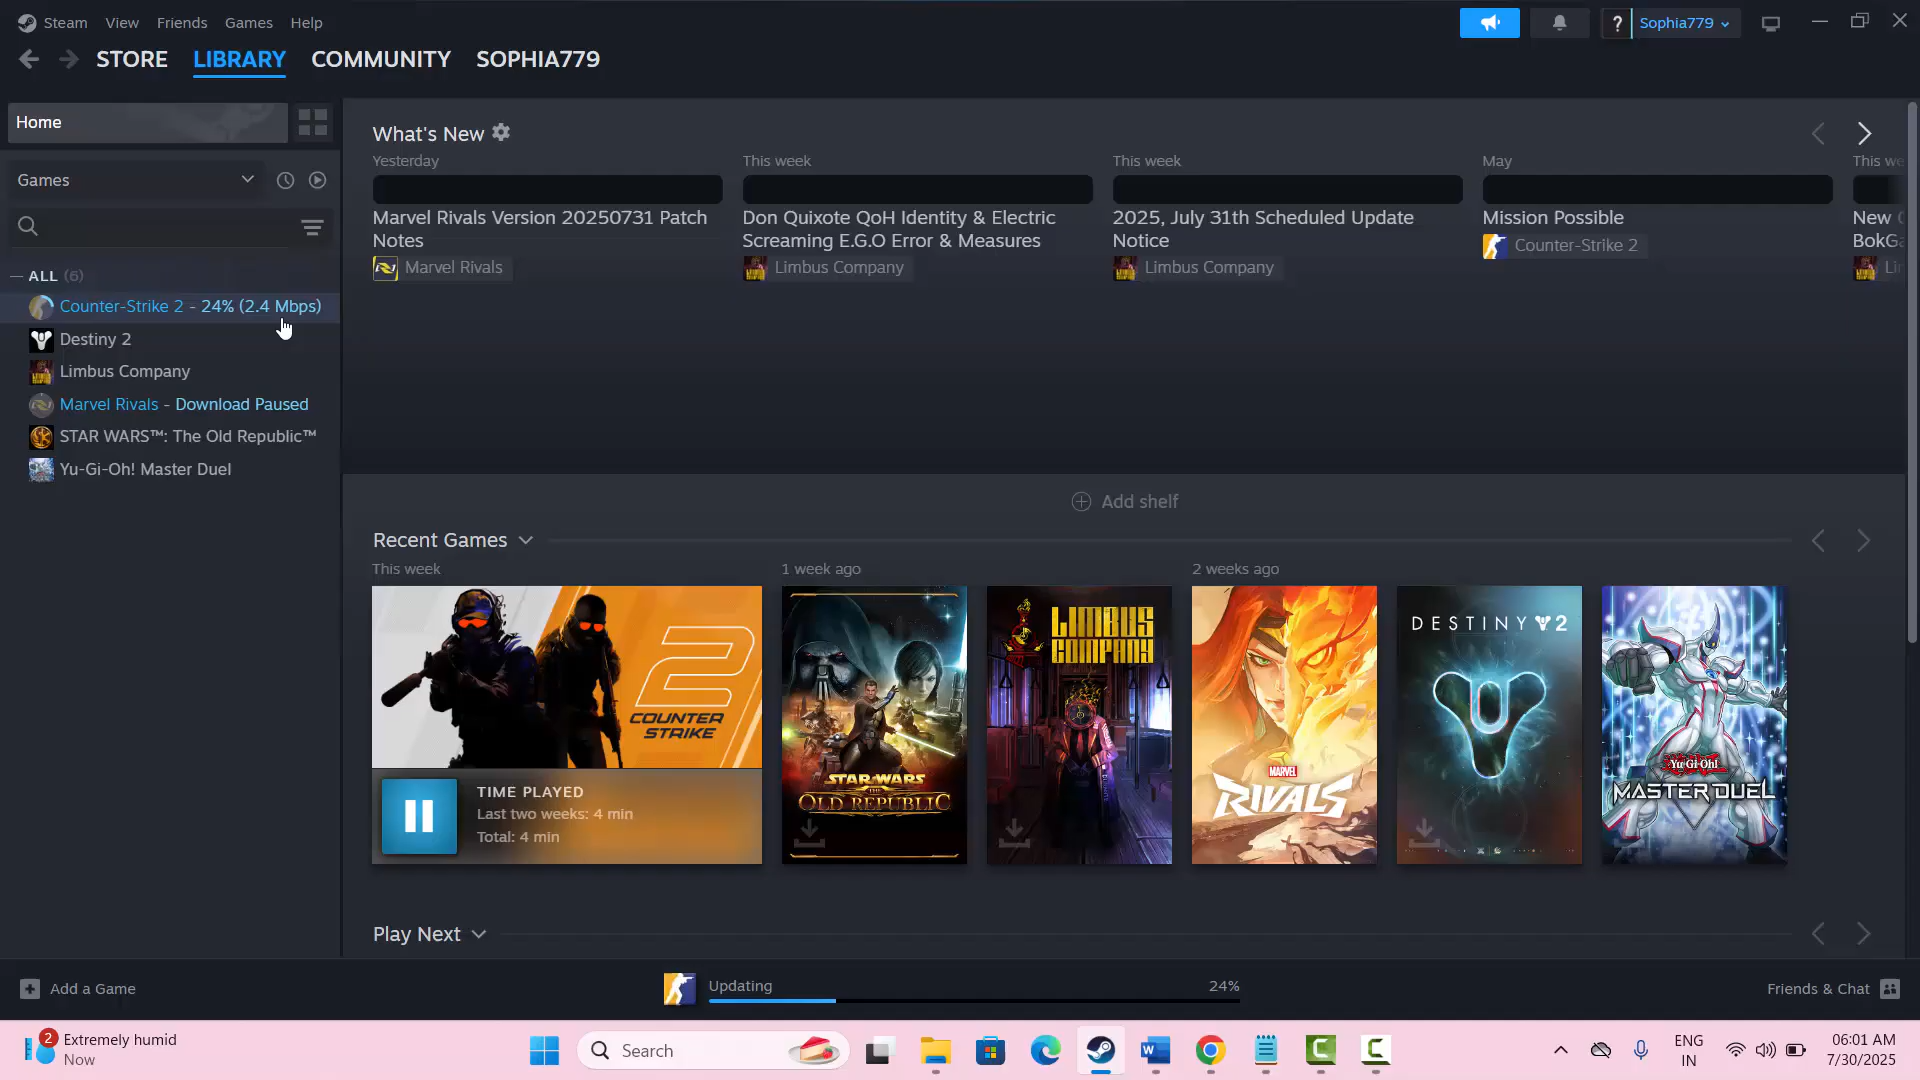 Steam View Friends Games Help
? Sophia779
STORE LIBRARY COMMUNITY SOPHIA779
Home
Games
ALL (6)
Counter-Strike 2 - 24% (2.4 Mbps)
Destiny 2
Limbus Company
Marvel Rivals - Download Paused
STAR WARS™: The Old Republic™
Yu-Gi-Oh! Master Duel
What's New
Yesterday
Marvel Rivals Version 20250731 Patch
Notes
Marvel Rivals
This week
Don Quixote QoH Identity & Electric
Screaming E.G.O Error & Measures
Limbus Company
This week
2025, July 31th Scheduled Update
Notice
Limbus Company
May
Mission Possible
Counter-Strike 2
This we
New
BokGa
Li
Add shelf
Recent Games
This week
2
COUNTER
STRIKE
TIME PLAYED
Last two weeks: 4 min
Total: 4 min
1 week ago
STAR WARS
THE
OLD REPUBLIC
LIMBUS
COMPANY
2 weeks ago
MARVEL
RIVALS
DESTINY 2
Yu-Gi-Oh!
MASTER DUEL
Play Next
Add a Game
Updating 24%
Friends & Chat
2
Extremely humid
Now
Search
ENG
IN
06:01 AM
7/30/2025